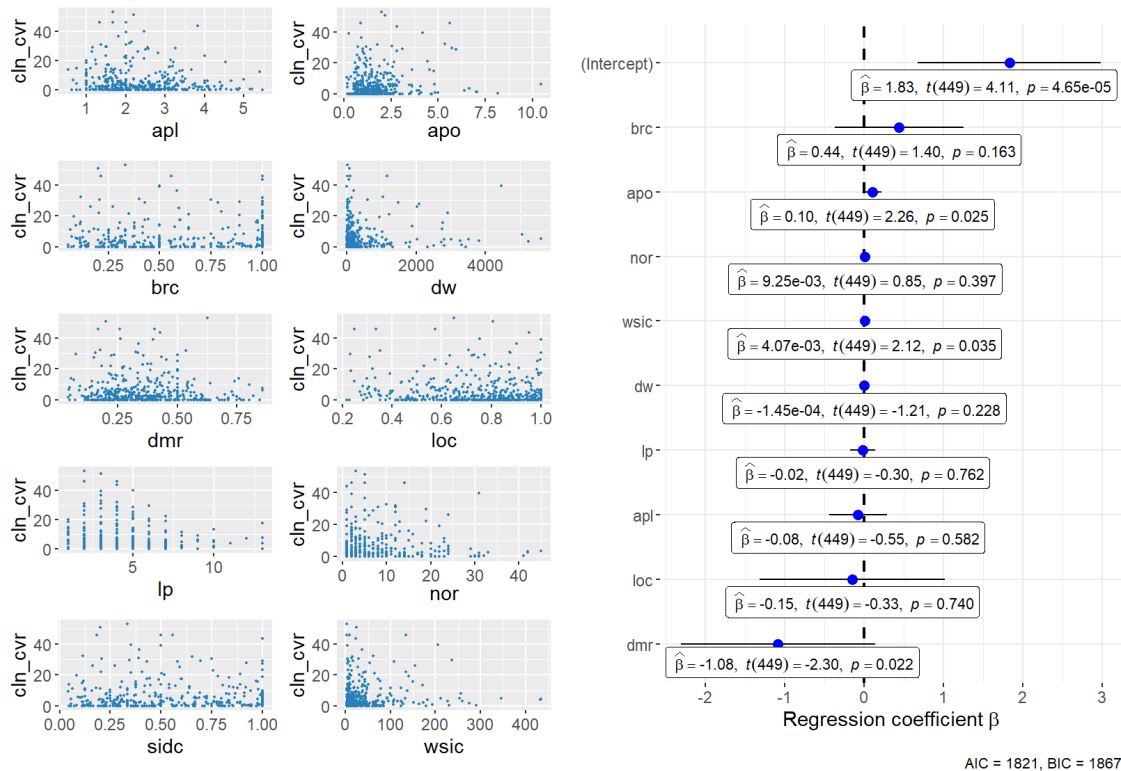 cln_cvr
40
20
0
1 2 3 4 5
apl
cln_cvr
40
20
0
0.0 2.5 5.0 7.5 10.0
apo
cln_cvr
40
20
0
0.25 0.50 0.75 1.00
brc
cln_cvr
40
20
0
0 2000 4000
dw
cln_cvr
40
20
0
0.25 0.50 0.75
dmr
cln_cvr
40
20
0
0.2 0.4 0.6 0.8 1.0
loc
cln_cvr
40
20
0
5 10
lp
cln_cvr
40
20
0
0 10 20 30 40
nor
cln_cvr
40
20
0
0.00 0.25 0.50 0.75 1.00
sidc
cln_cvr
40
20
0
0 100 200 300 400
wsic
(Intercept)
β̂ = 1.83, t(449) = 4.11, p = 4.65e-05
brc
β̂ = 0.44, t(449) = 1.40, p = 0.163
apo
β̂ = 0.10, t(449) = 2.26, p = 0.025
nor
β̂ = 9.25e-03, t(449) = 0.85, p = 0.397
wsic
β̂ = 4.07e-03, t(449) = 2.12, p = 0.035
dw
β̂ = -1.45e-04, t(449) = -1.21, p = 0.228
lp
β̂ = -0.02, t(449) = -0.30, p = 0.762
apl
β̂ = -0.08, t(449) = -0.55, p = 0.582
loc
β̂ = -0.15, t(449) = -0.33, p = 0.740
dmr
β̂ = -1.08, t(449) = -2.30, p = 0.022
-2 -1 0 1 2 3
Regression coefficient β
AIC = 1821, BIC = 1867